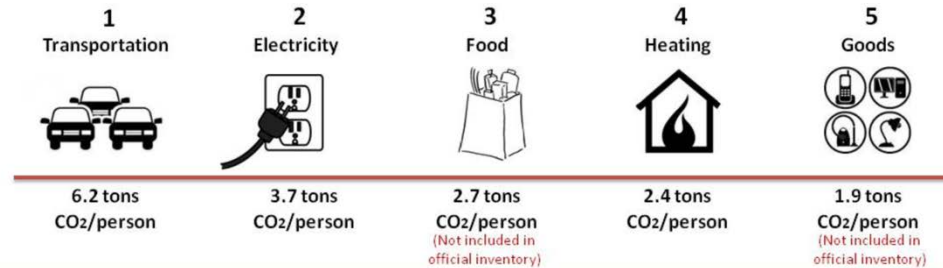 1
Transportation
2
Electricity
3
Food
4
Heating
5
Goods
6.2 tons
CO2/person
3.7 tons
CO2/person
2.7 tons
CO2/person
(Not included in
official inventory)
2.4 tons
CO2/person
1.9 tons
CO2/person
(Not included in
official inventory)